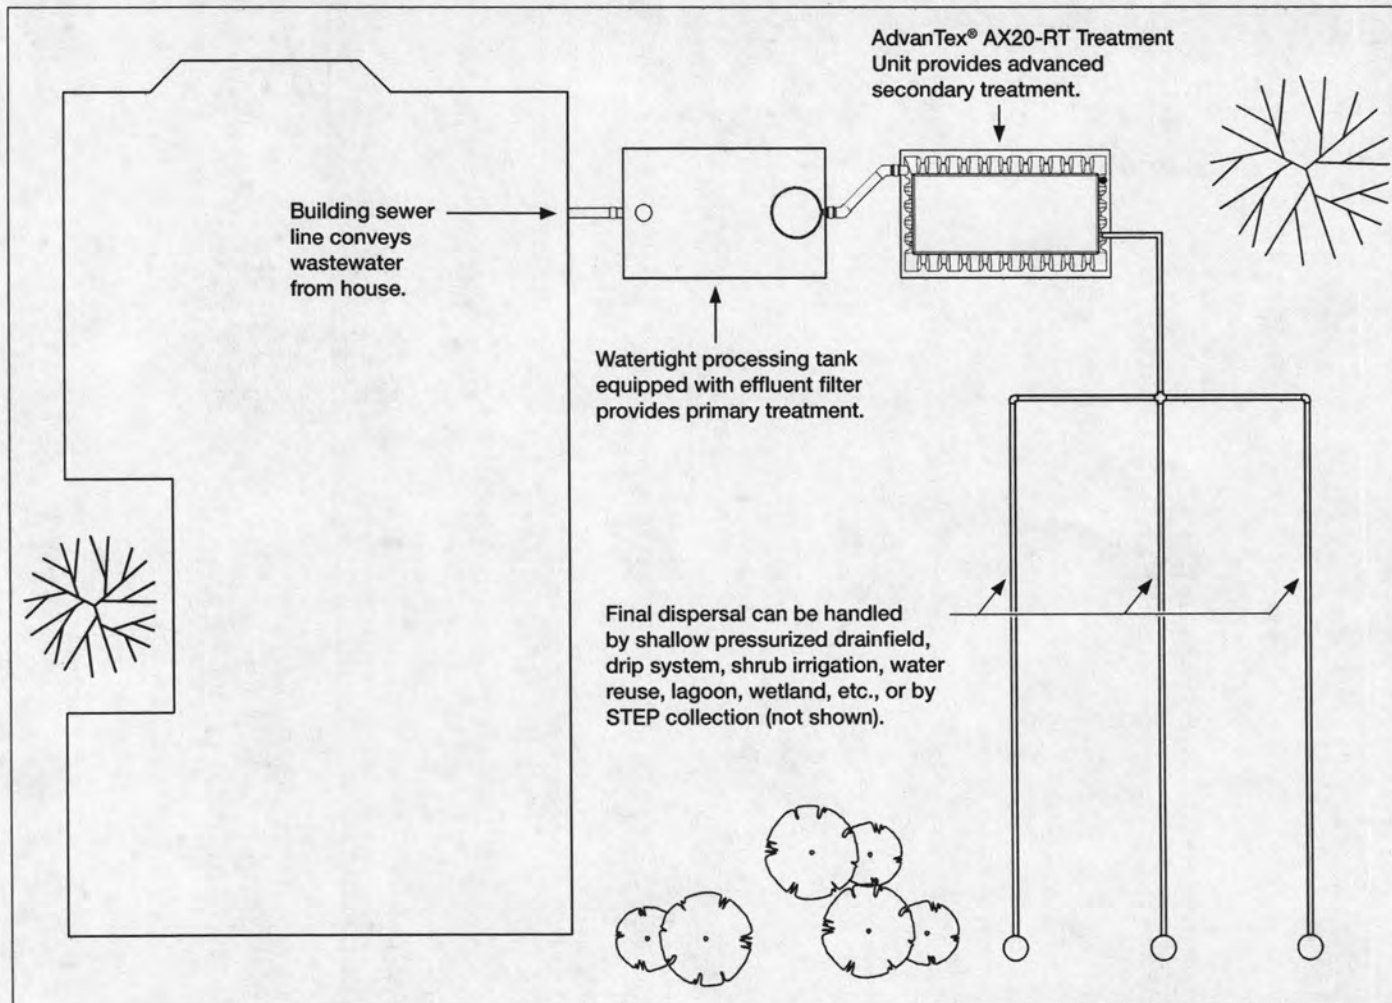 AdvanTex® AX20-RT Treatment
Unit provides advanced
secondary treatment.
Building sewer
line conveys
wastewater
from house.
Watertight processing tank
equipped with effluent filter
provides primary treatment.
Final dispersal can be handled
by shallow pressurized drainfield,
drip system, shrub irrigation, water
reuse, lagoon, wetland, etc., or by
STEP collection (not shown).